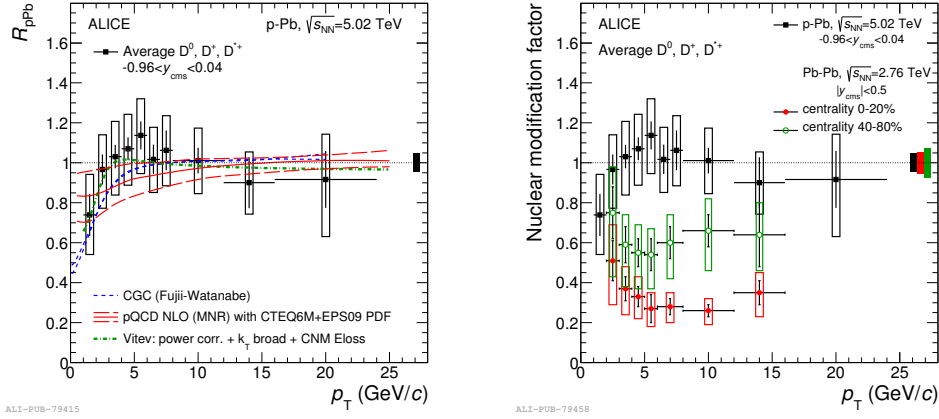 R_pPb
ALICE
p-Pb, √s_NN=5.02 TeV
Average D^0, D^+, D^*+
-0.96<y_cms<0.04
1.6
1.4
1.2
1
0.8
0.6
0.4
0.2
0
CGC (Fujii-Watanabe)
pQCD NLO (MNR) with CTEQ6M+EPS09 PDF
Vitev: power corr. + k_T broad + CNM Eloss
0 5 10 15 20 25
p_T (GeV/c)
ALI-PUB-79415
Nuclear modification factor
ALICE
p-Pb, √s_NN=5.02 TeV
-0.96<y_cms<0.04
Average D^0, D^+, D^*+
Pb-Pb, √s_NN=2.76 TeV
|y_cms|<0.5
centrality 0-20%
centrality 40-80%
1.6
1.4
1.2
1
0.8
0.6
0.4
0.2
0
0 5 10 15 20 25
p_T (GeV/c)
ALI-PUB-79458